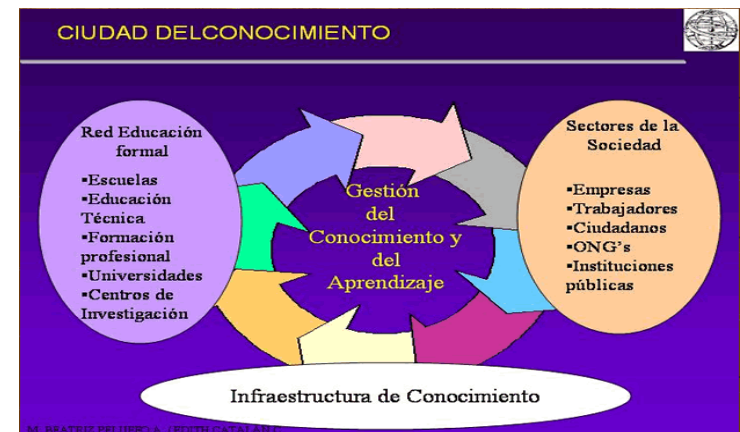 CIUDAD DELCONOCIMIENTO
Red Educación
formal
▪Escuelas
▪Educación
Técnica
▪Formación
profesional
▪Universidades
▪Centros de
Investigación
Gestión
del
Conocimiento y
del
Aprendizaje
Sectores de la
Sociedad
▪Empresas
▪Trabajadores
▪Ciudadanos
▪ONG's
▪Instituciones
públicas
Infraestructura de Conocimiento